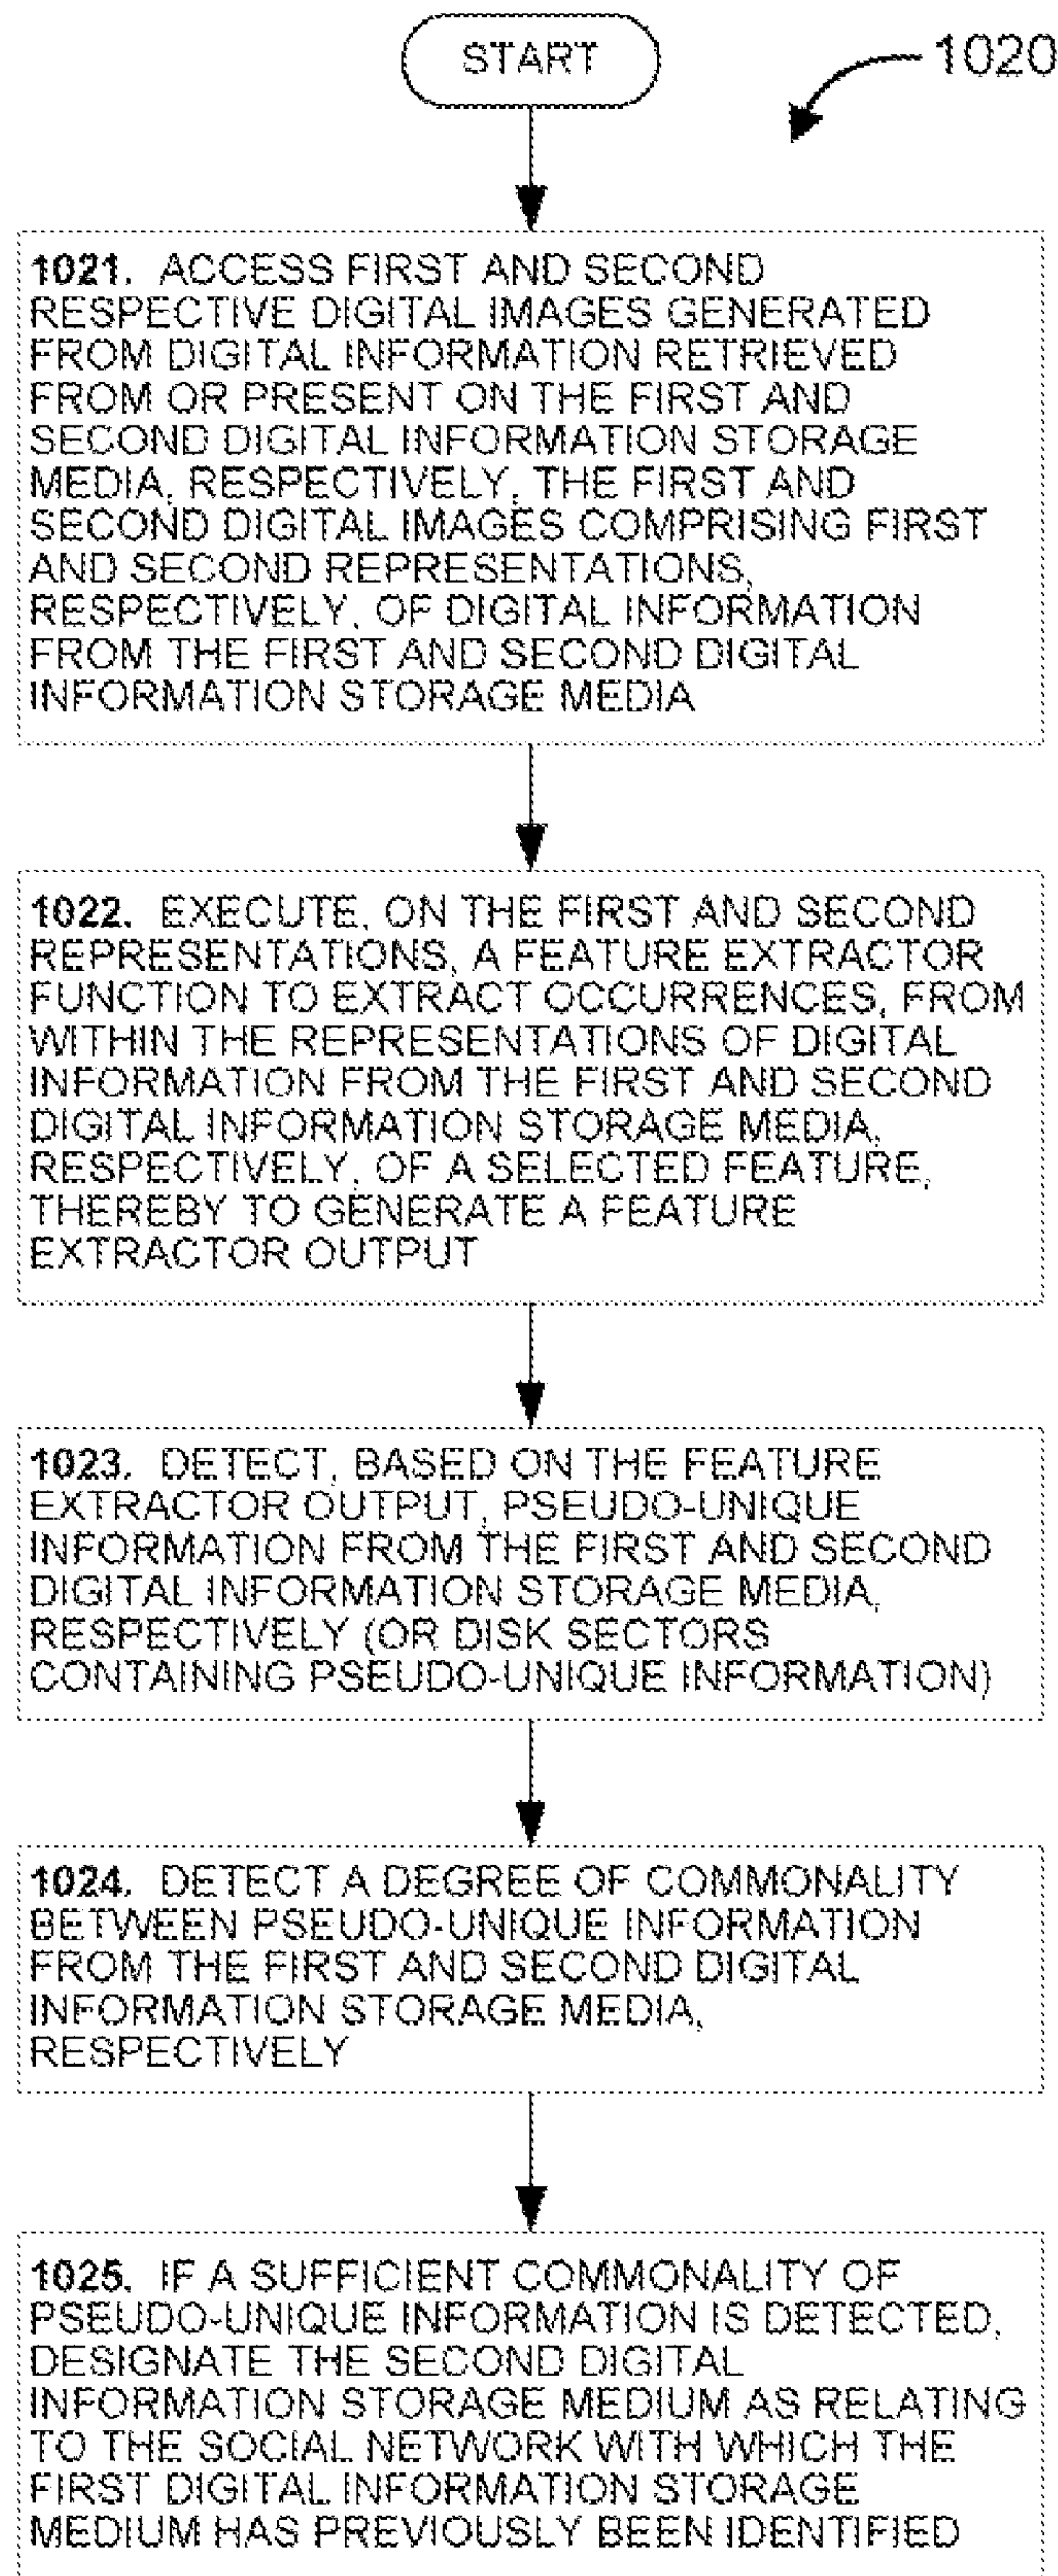 START
1020
1021. ACCESS FIRST AND SECOND
RESPECTIVE DIGITAL IMAGES GENERATED
FROM DIGITAL INFORMATION RETRIEVED
FROM OR PRESENT ON THE FIRST AND
SECOND DIGITAL INFORMATION STORAGE
MEDIA, RESPECTIVELY, THE FIRST AND
SECOND DIGITAL IMAGES COMPRISING FIRST
AND SECOND REPRESENTATIONS,
RESPECTIVELY, OF DIGITAL INFORMATION
FROM THE FIRST AND SECOND DIGITAL
INFORMATION STORAGE MEDIA
1022. EXECUTE, ON THE FIRST AND SECOND
REPRESENTATIONS, A FEATURE EXTRACTOR
FUNCTION TO EXTRACT OCCURRENCES, FROM
WITHIN THE REPRESENTATIONS OF DIGITAL
INFORMATION FROM THE FIRST AND SECOND
DIGITAL INFORMATION STORAGE MEDIA,
RESPECTIVELY, OF A SELECTED FEATURE,
THEREBY TO GENERATE A FEATURE
EXTRACTOR OUTPUT
1023. DETECT, BASED ON THE FEATURE
EXTRACTOR OUTPUT, PSEUDO-UNIQUE
INFORMATION FROM THE FIRST AND SECOND
DIGITAL INFORMATION STORAGE MEDIA,
RESPECTIVELY (OR DISK SECTORS
CONTAINING PSEUDO-UNIQUE INFORMATION)
1024. DETECT A DEGREE OF COMMONALITY
BETWEEN PSEUDO-UNIQUE INFORMATION
FROM THE FIRST AND SECOND DIGITAL
INFORMATION STORAGE MEDIA,
RESPECTIVELY
1025. IF A SUFFICIENT COMMONALITY OF
PSEUDO-UNIQUE INFORMATION IS DETECTED,
DESIGNATE THE SECOND DIGITAL
INFORMATION STORAGE MEDIUM AS RELATING
TO THE SOCIAL NETWORK WITH WHICH THE
FIRST DIGITAL INFORMATION STORAGE
MEDIUM HAS PREVIOUSLY BEEN IDENTIFIED